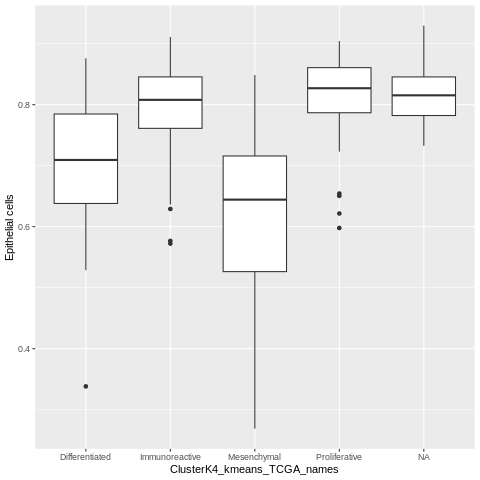 Epithelial cells
0.8
0.6
0.4
Differentiated Immunoreactive Mesenchymal Proliferative NA
ClusterK4_kmeans_TCGA_names